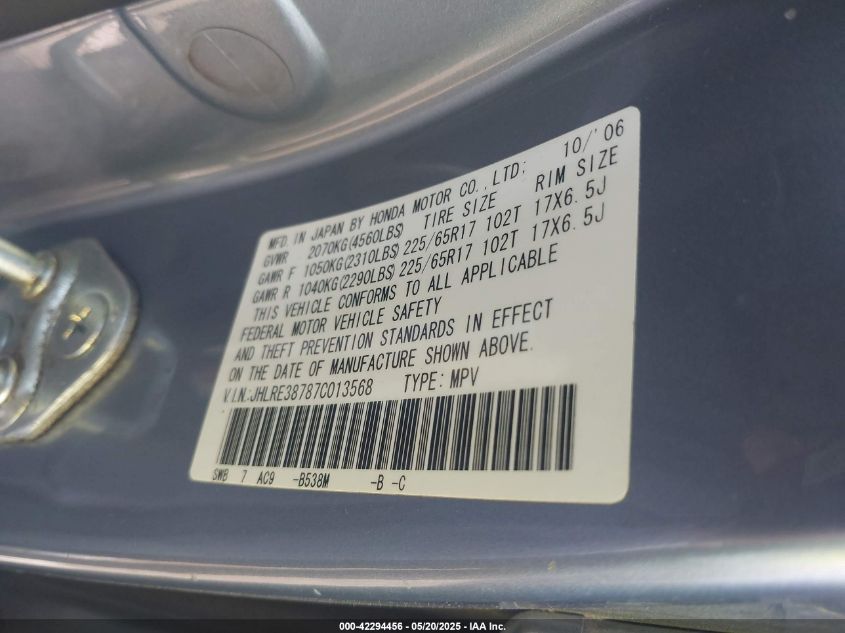 MFD. IN JAPAN BY HONDA MOTOR CO.,LTD; 10/'06
GVWR 2070KG(4560LBS) TIRE SIZE RIM SIZE
GAWR F 1050KG(2310LBS) 225/65R17 102T 17X6.5J
GAWR R 1040KG(2290LBS) 225/65R17 102T 17X6.5J
THIS VEHICLE CONFORMS TO ALL APPLICABLE
FEDERAL MOTOR VEHICLE SAFETY
AND THEFT PREVENTION STANDARDS IN EFFECT
ON THE DATE OF MANUFACTURE SHOWN ABOVE.
V.I.N.:JHLRE38787C013568 TYPE: MPV
SWB 7 AC9 -B538M -B -C
000-42294456 - 05/20/2025 - IAA Inc.